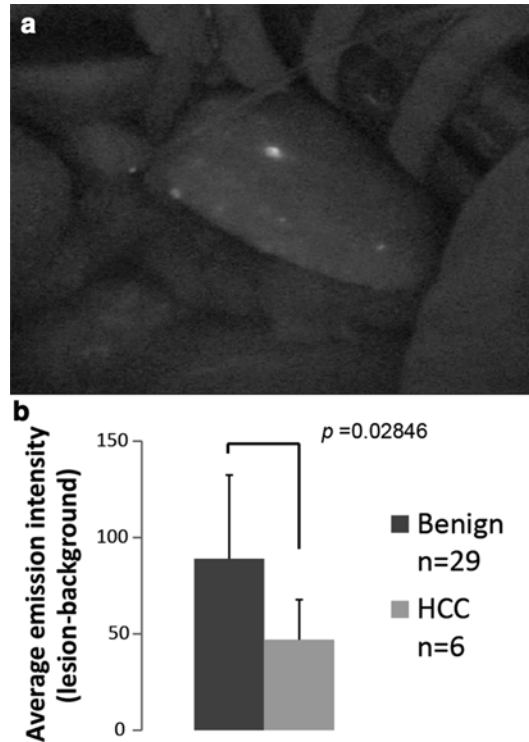 a
b
Average emission intensity
(lesion-background)
150
100
50
0
p =0.02846
Benign
n=29
HCC
n=6